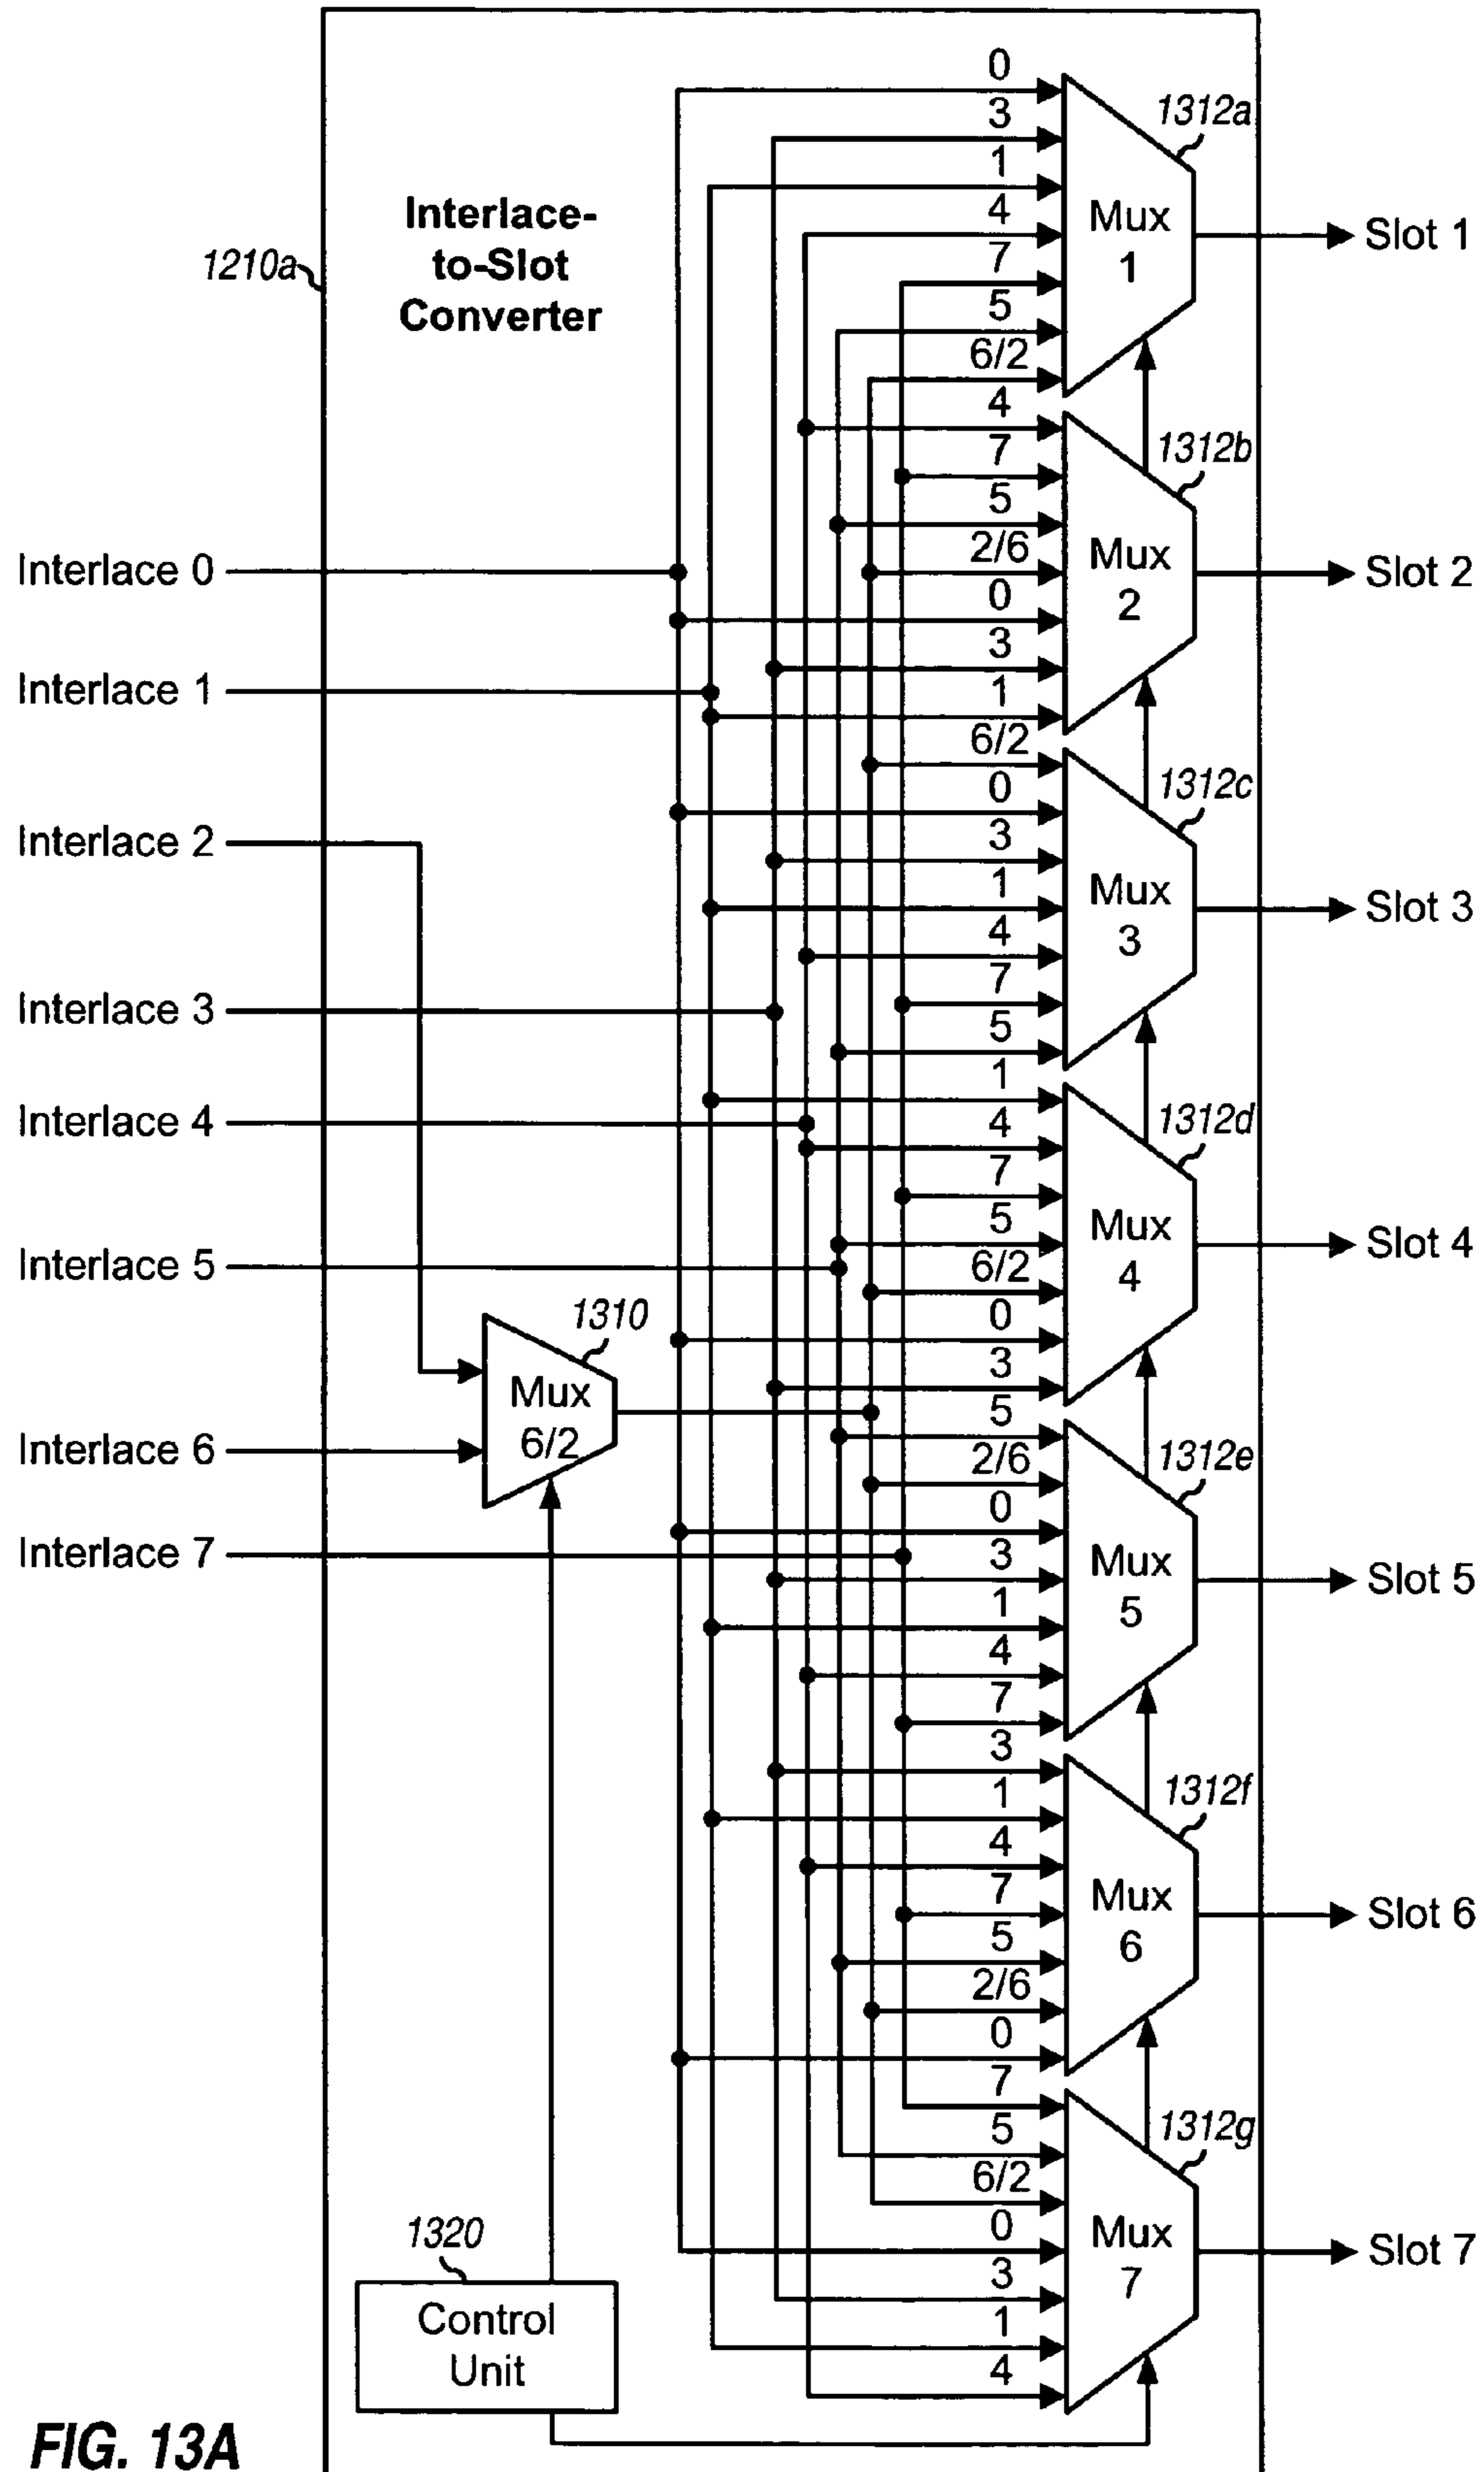 Interlace-
to-Slot
Converter
1210a
Interlace 0
Interlace 1
Interlace 2
Interlace 3
Interlace 4
Interlace 5
Interlace 6
Interlace 7
1310
Mux
6/2
1320
Control
Unit
0
3
1
4
7
5
6/2
1312a
Mux
1
Slot 1
4
7
5
2/6
0
3
1
1312b
Mux
2
Slot 2
6/2
0
3
1
4
7
5
1312c
Mux
3
Slot 3
1
4
7
5
6/2
0
3
1312d
Mux
4
Slot 4
5
2/6
0
3
1
4
7
1312e
Mux
5
Slot 5
3
1
4
7
5
2/6
0
1312f
Mux
6
Slot 6
7
5
6/2
0
3
1
4
1312g
Mux
7
Slot 7
FIG. 13A